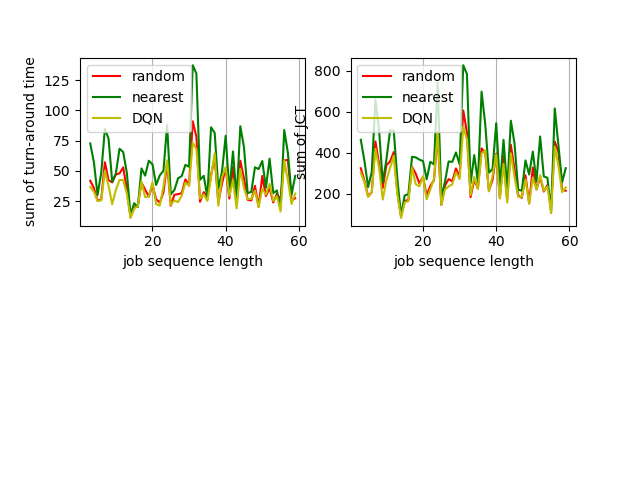 sum of turn-around time
125
100
75
50
25
random
nearest
DQN
20
40
60
job sequence length
sum of JCT
800
600
400
200
random
nearest
DQN
20
40
60
job sequence length